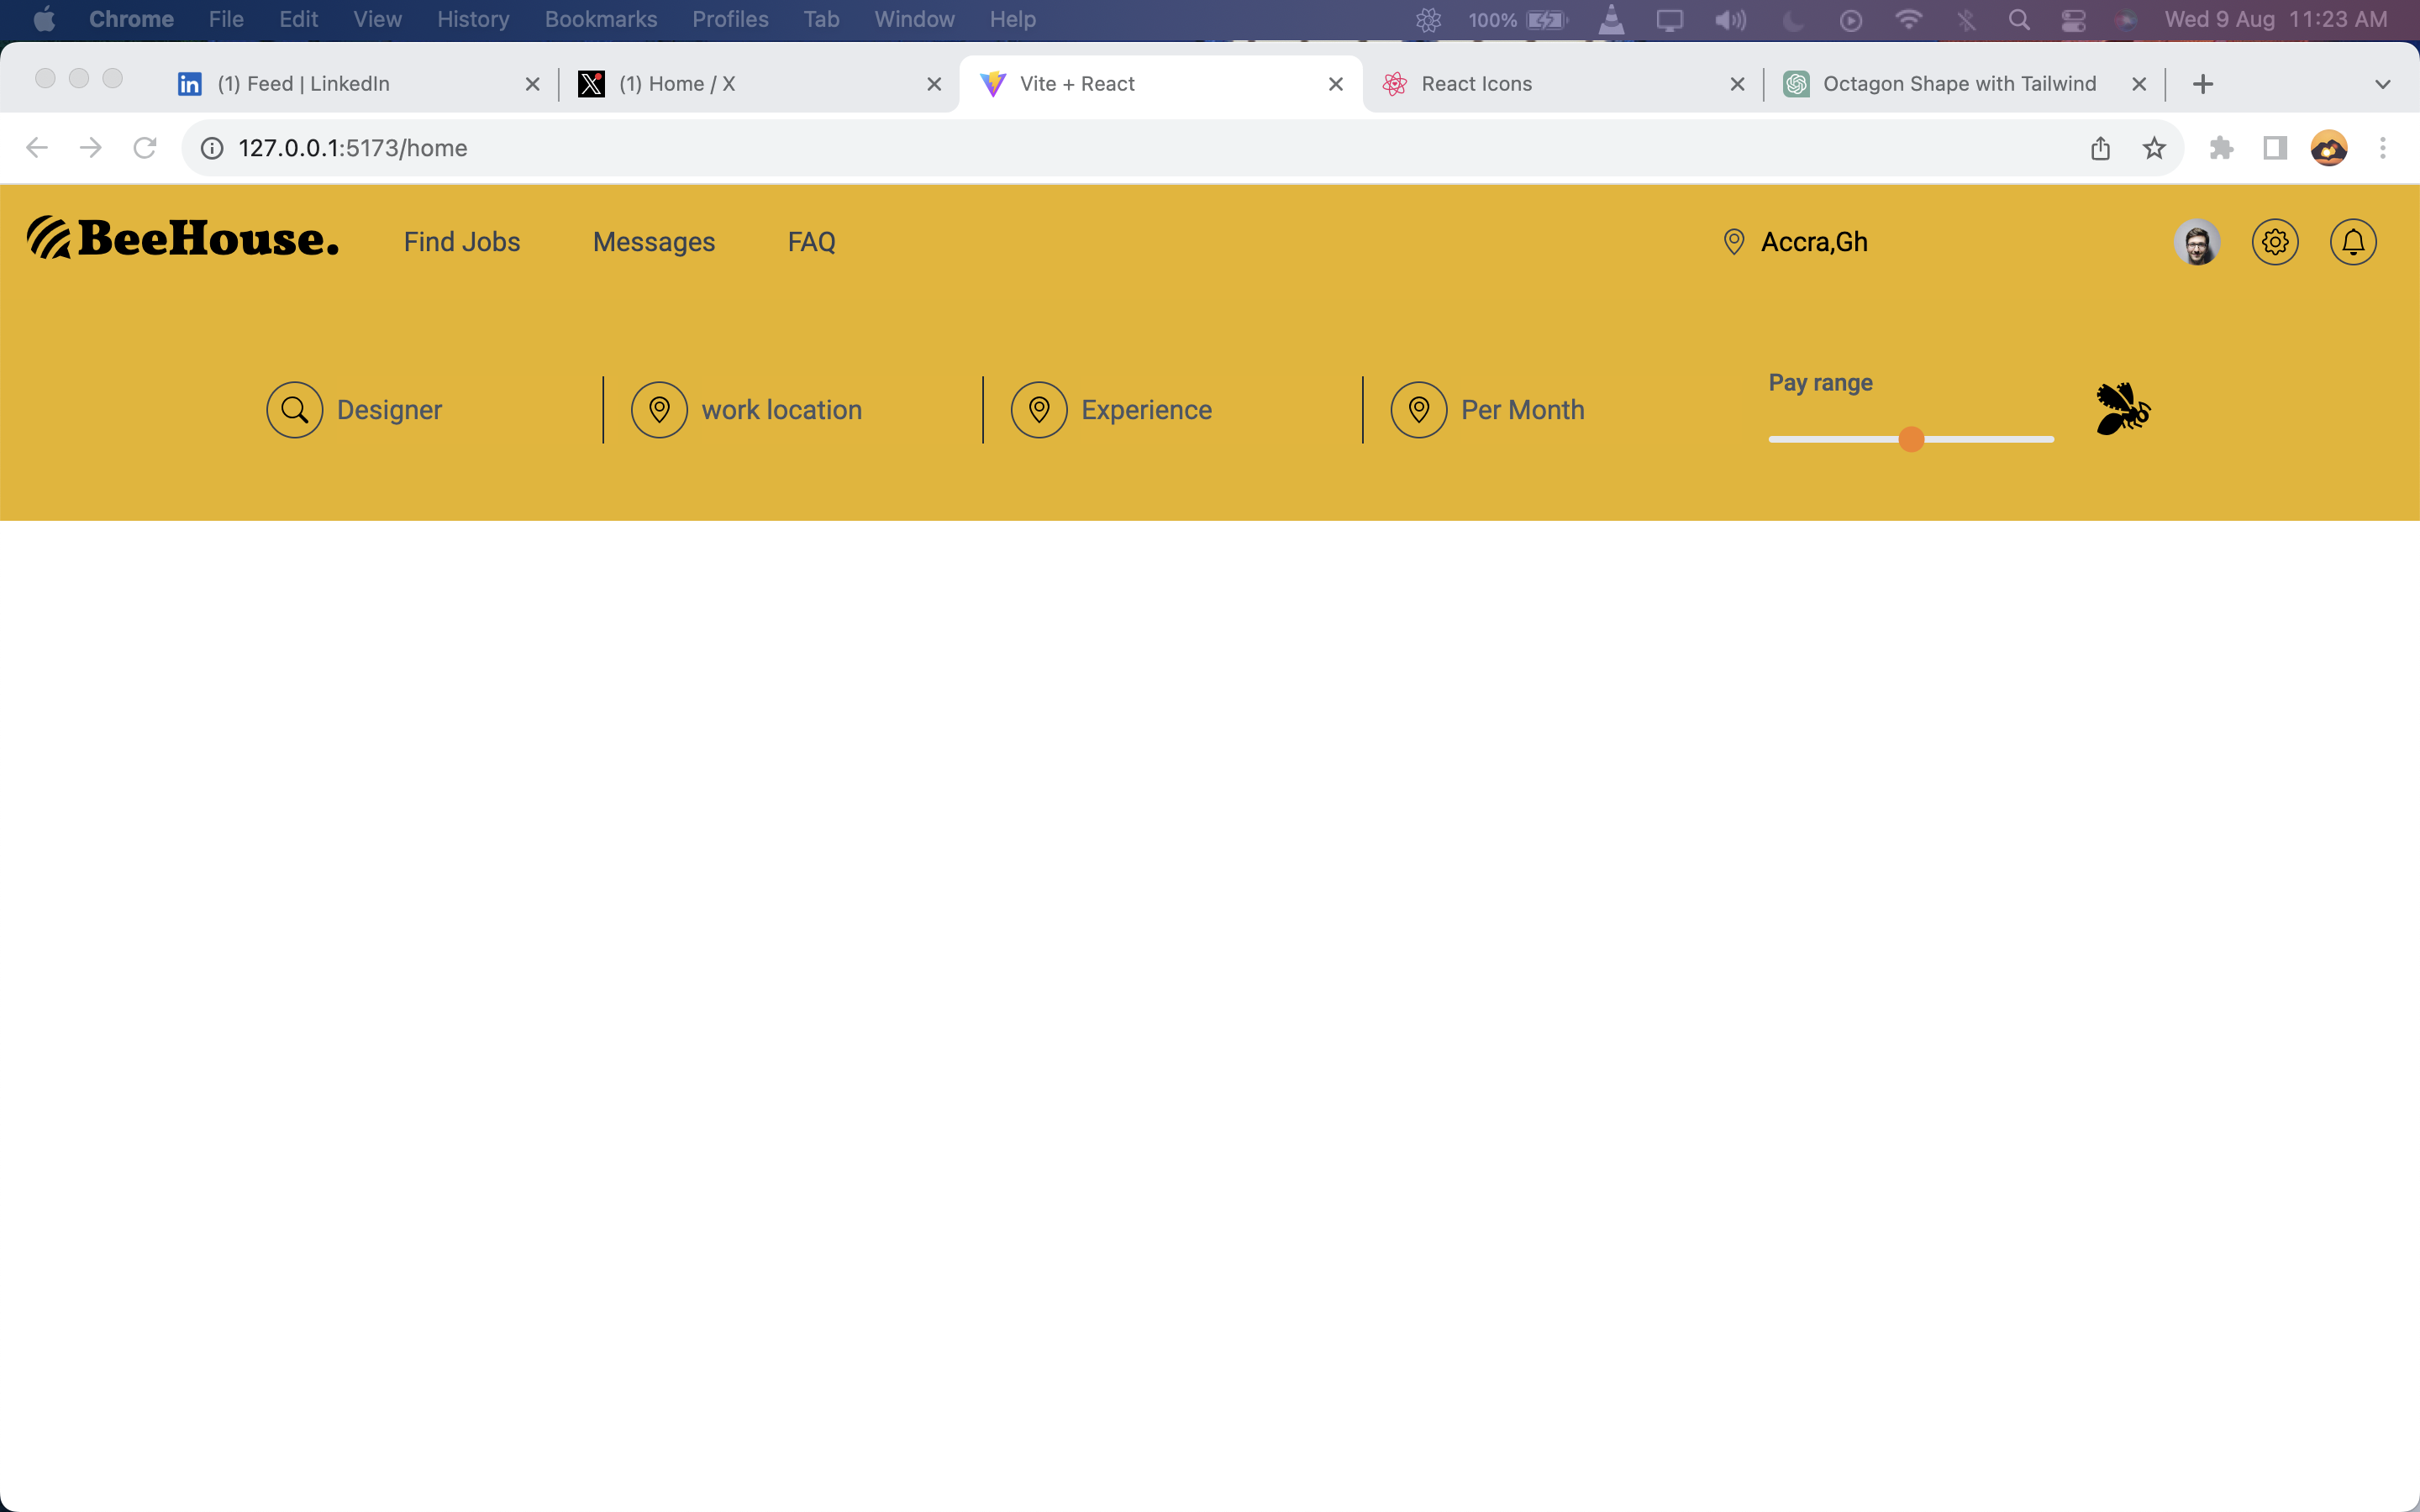 Chrome File Edit View History Bookmarks Profiles Tab Window Help 100% Wed 9 Aug 11:23 AM
(1) Feed | LinkedIn (1) Home / X Vite + React React Icons Octagon Shape with Tailwind
127.0.0.1:5173/home
BeeHouse. Find Jobs Messages FAQ Accra,Gh
Pay range
Designer work location Experience Per Month